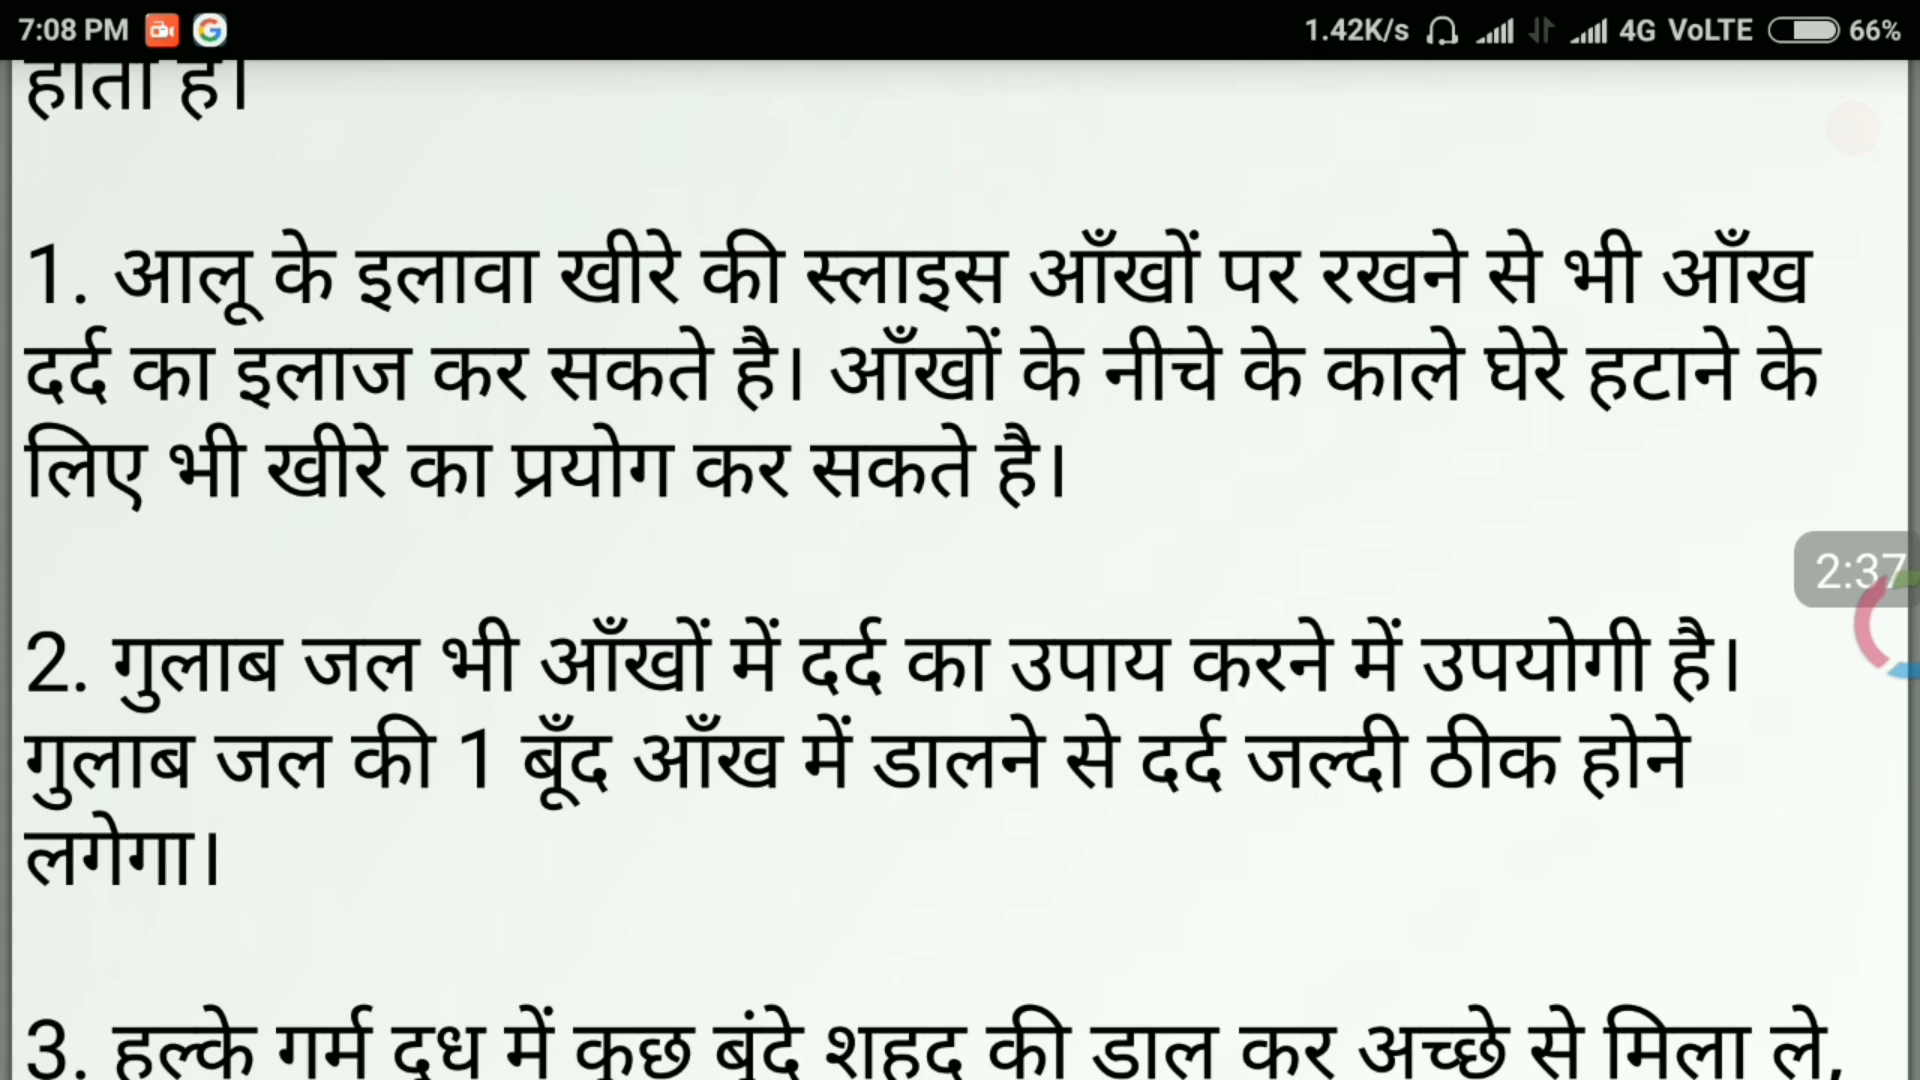 7:08 PM 1.42K/s 4G VoLTE 66%
होता है।
1. आलू के इलावा खीरे की स्लाइस आँखों पर रखने से भी आँख
दर्द का इलाज कर सकते है। आँखों के नीचे के काले घेरे हटाने के
लिए भी खीरे का प्रयोग कर सकते है।
2:37
2. गुलाब जल भी आँखों में दर्द का उपाय करने में उपयोगी है।
गुलाब जल की 1 बूँद आँख में डालने से दर्द जल्दी ठीक होने
लगेगा।
3. हल्के गर्म दूध में कुछ बूंदे शहद की डाल कर अच्छे से मिला ले,